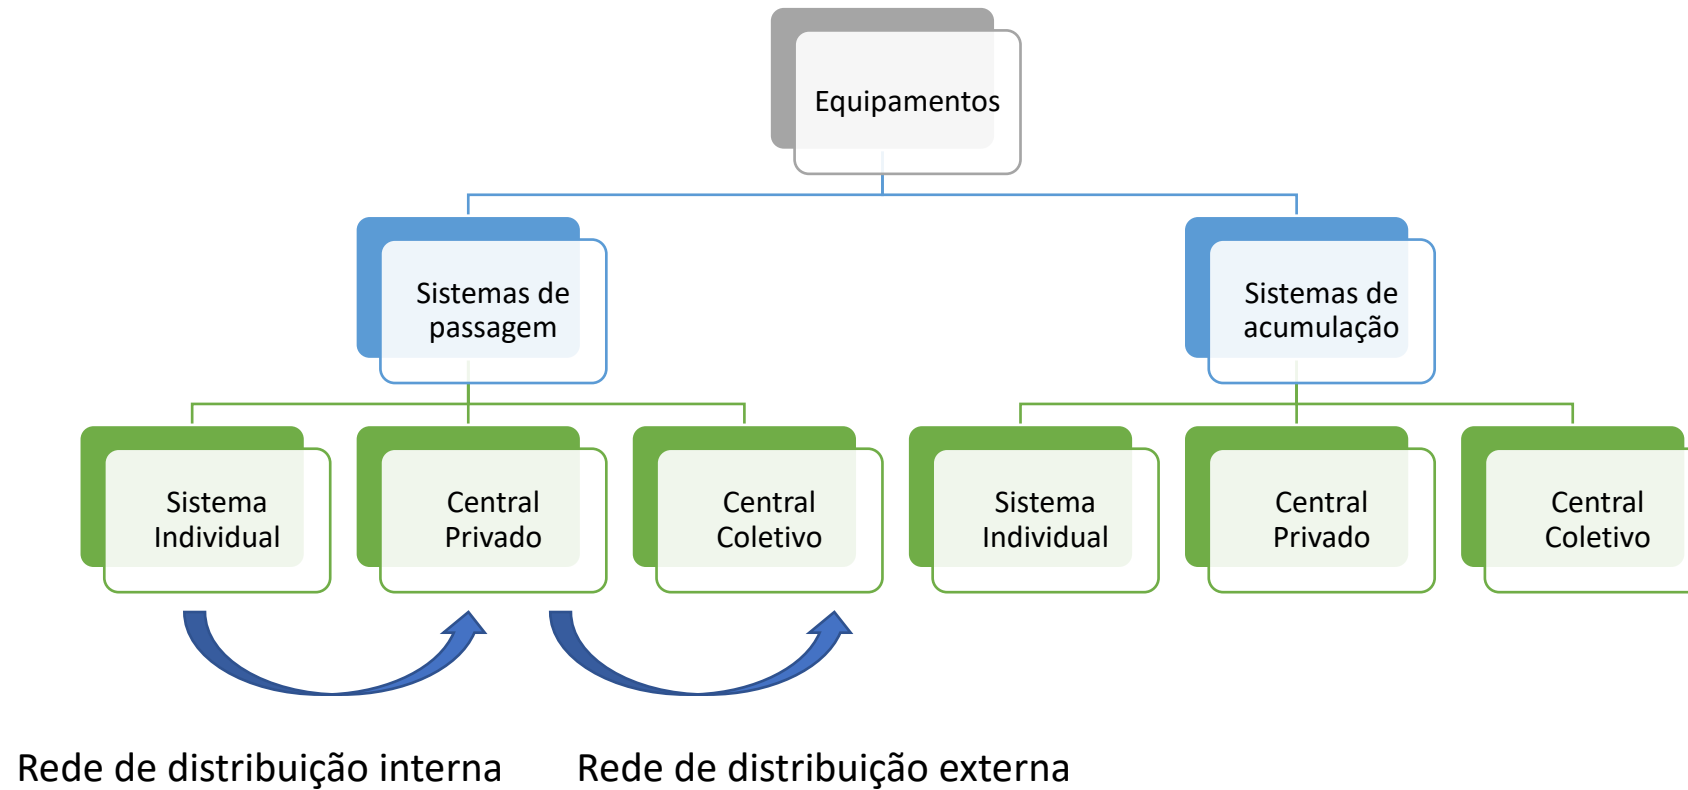 Equipamentos
Sistemas de
passagem
Sistemas de
acumulação
Sistema
Individual
Central
Privado
Central
Coletivo
Sistema
Individual
Central
Privado
Central
Coletivo
Rede de distribuição interna
Rede de distribuição externa